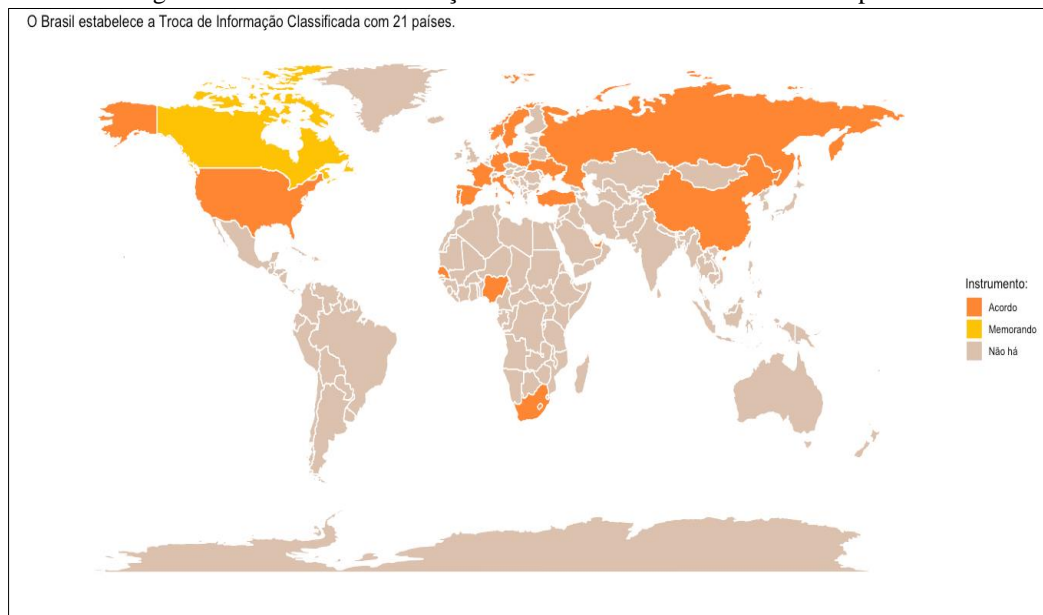 O Brasil estabelece a Troca de Informação Classificada com 21 países.
Instrumento:
Acordo
Memorando
Não há